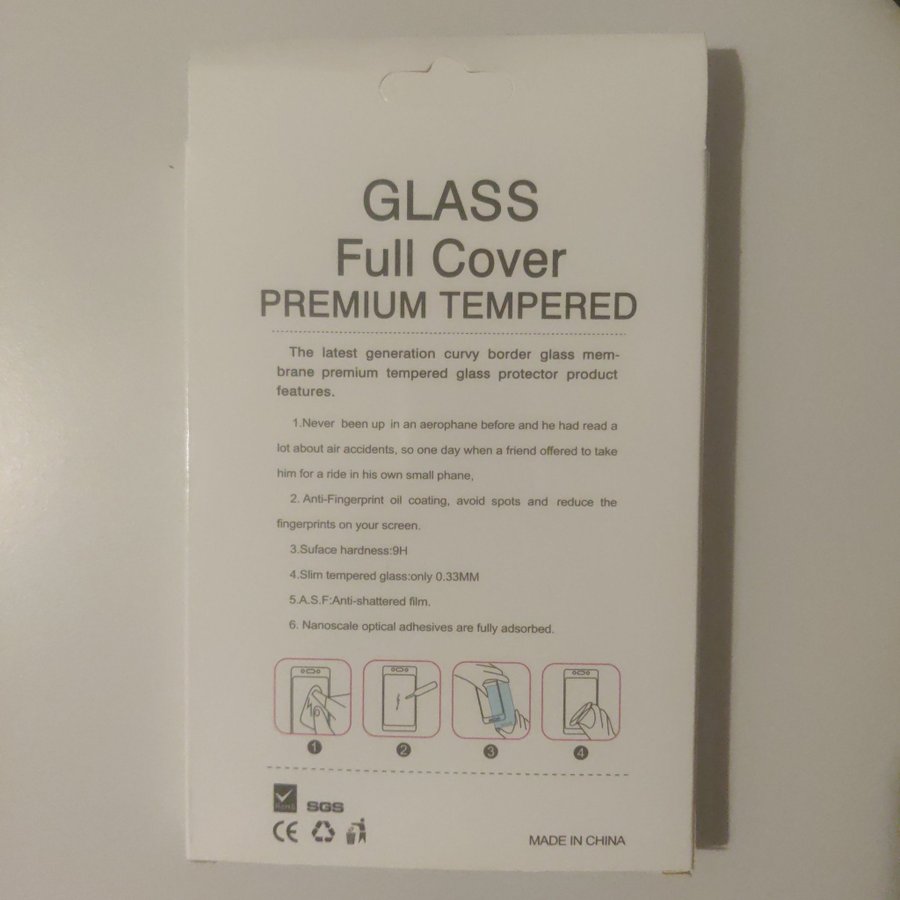 GLASS
Full Cover
PREMIUM TEMPERED
The latest generation curvy border glass mem-
brane premium tempered glass protector product
features.
1.Never been up in an aerophane before and he had read a
lot about air accidents, so one day when a friend offered to take
him for a ride in his own small phane,
2. Anti-Fingerprint oil coating, avoid spots and reduce the
fingerprints on your screen.
3.Suface hardness:9H
4.Slim tempered glass:only 0.33MM
5.A.S.F:Anti-shattered film.
6. Nanoscale optical adhesives are fully adsorbed.
1 2 3 4
RoHS SGS
CE
MADE IN CHINA